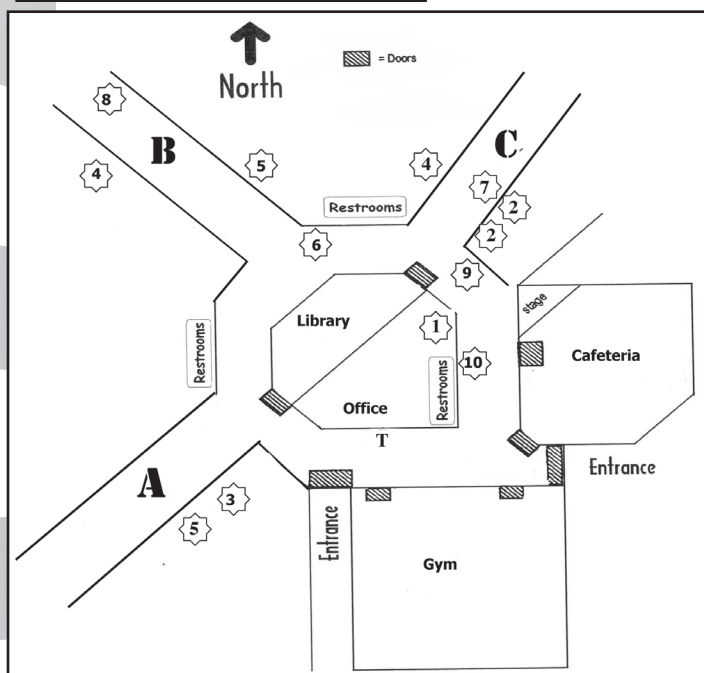 = Doors
North
8
B
C
5
4
4
7
2
Restrooms
2
6
9
stage
Library
1
Restrooms
10
Cafeteria
Restrooms
Office
T
A
Entrance
3
5
Entrance
Gym